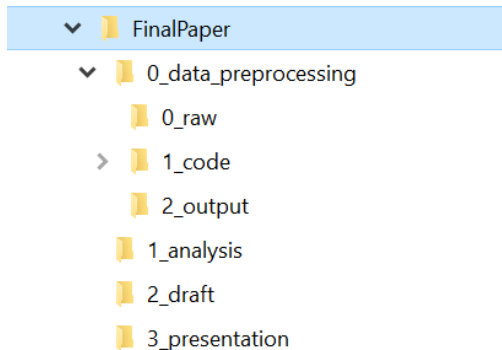 FinalPaper
0_data_preprocessing
0_raw
1_code
2_output
1_analysis
2_draft
3_presentation